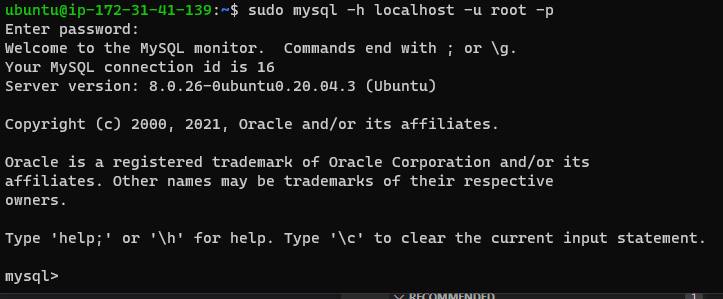 ubuntu@ip-172-31-41-139:~$ sudo mysql -h localhost -u root -p
Enter password:
Welcome to the MySQL monitor.  Commands end with ; or \g.
Your MySQL connection id is 16
Server version: 8.0.26-0ubuntu0.20.04.3 (Ubuntu)

Copyright (c) 2000, 2021, Oracle and/or its affiliates.

Oracle is a registered trademark of Oracle Corporation and/or its
affiliates. Other names may be trademarks of their respective
owners.

Type 'help;' or '\h' for help. Type '\c' to clear the current input statement.

mysql>
RECOMMENDED 1